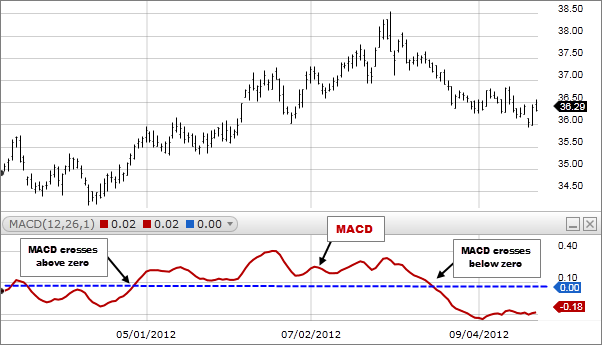 38.50
38.00
37.50
37.00
36.50
36.29
36.00
35.50
35.00
34.50
MACD(12,26,1) 0.02 0.02 0.00
MACD
MACD crosses
above zero
MACD crosses
below zero
0.40
0.10
0.00
-0.18
05/01/2012 07/02/2012 09/04/2012